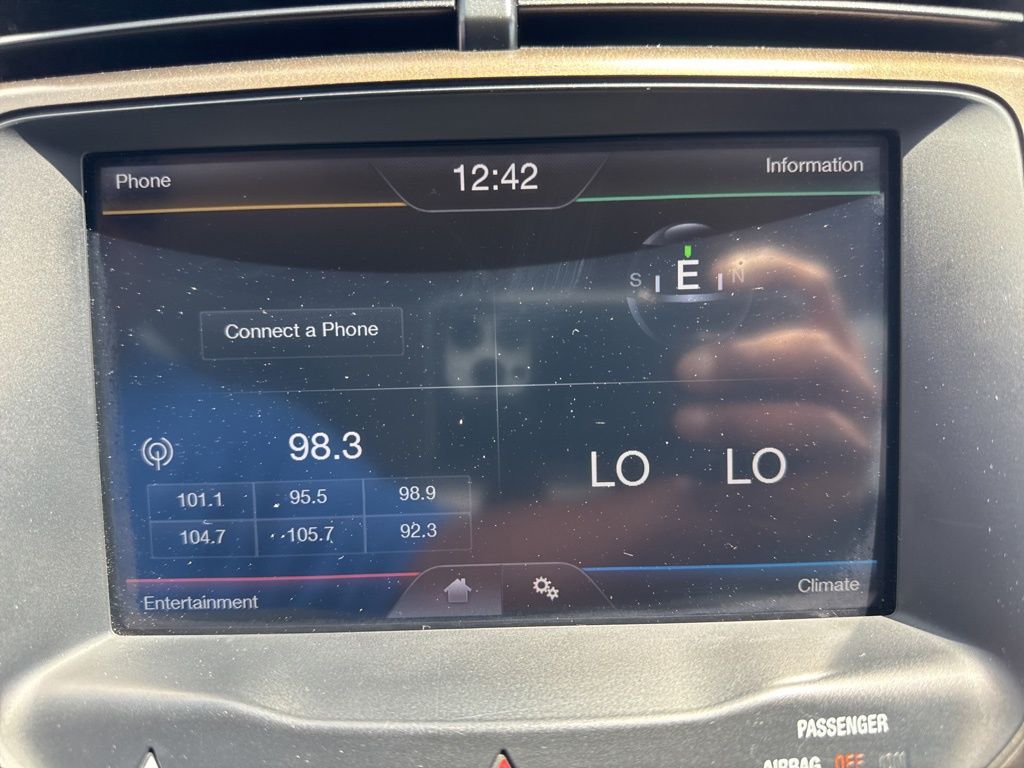 Phone
12:42
Information
S E N
Connect a Phone
98.3
101.1 95.5 98.9
104.7 105.7 92.3
LO LO
Entertainment
Climate
PASSENGER
AIRBAG OFF